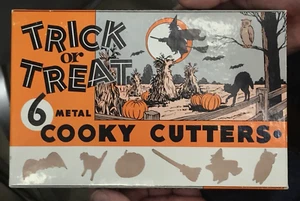 TRICK
or
TREAT
6 METAL
COOKY CUTTERS